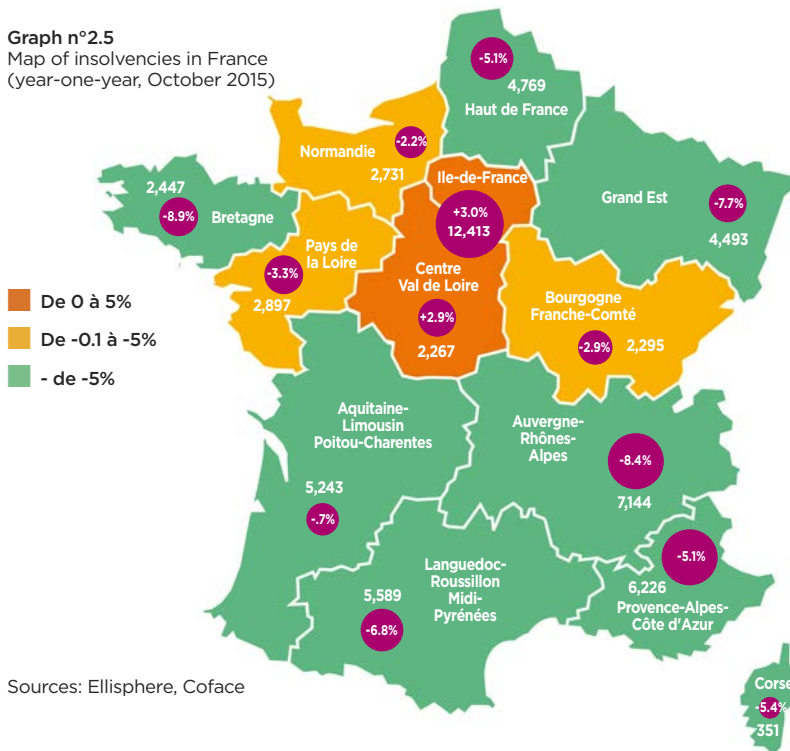 Graph n°2.5
Map of insolvencies in France
(year-one-year, October 2015)
-5.1%
4,769
Haut de France
Normandie
-2.2%
2,731
Ile-de-France
+3.0%
12,413
Grand Est
-7.7%
4,493
2,447
-8.9%
Bretagne
Pays de
la Loire
-3.3%
2,897
Centre
Val de Loire
+2.9%
2,267
Bourgogne
Franche-Comté
-2.9%
2,295
De 0 à 5%
De -0.1 à -5%
- de -5%
Aquitaine-
Limousin
Poitou-Charentes
5,243
-.7%
Auvergne-
Rhônes-
Alpes
-8.4%
7,144
Languedoc-
Roussillon
Midi-
Pyrénées
5,589
-6.8%
-5.1%
6,226
Provence-Alpes-
Côte d'Azur
Corse
-5.4%
351
Sources: Ellisphere, Coface